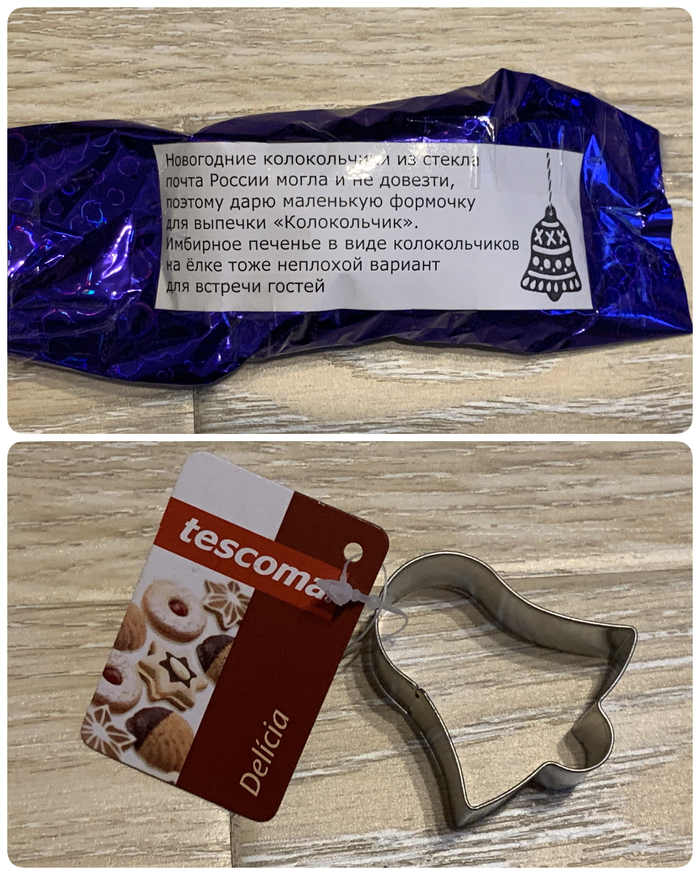 Новогодние колокольчики из стекла
почта России могла и не довезти,
поэтому дарю маленькую формочку
для выпечки «Колокольчик».
Имбирное печенье в виде колокольчиков
на ёлке тоже неплохой вариант
для встречи гостей
tescoma.
Delícia